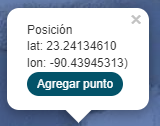 Posición
lat: 23.24134610
lon: -90.43945313)
Agregar punto